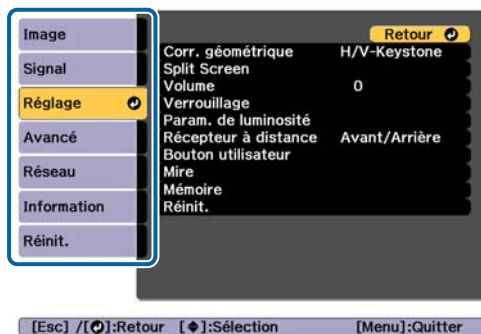 Image
Signal
Réglage
Avancé
Réseau
Information
Réinit.
Retour
Corr. géométrique H/V-Keystone
Split Screen
Volume 0
Verrouillage
Param. de luminosité
Récepteur à distance Avant/Arrière
Bouton utilisateur
Mire
Mémoire
Réinit.
[Esc] /[ ]:Retour [ ]:Sélection [Menu]:Quitter